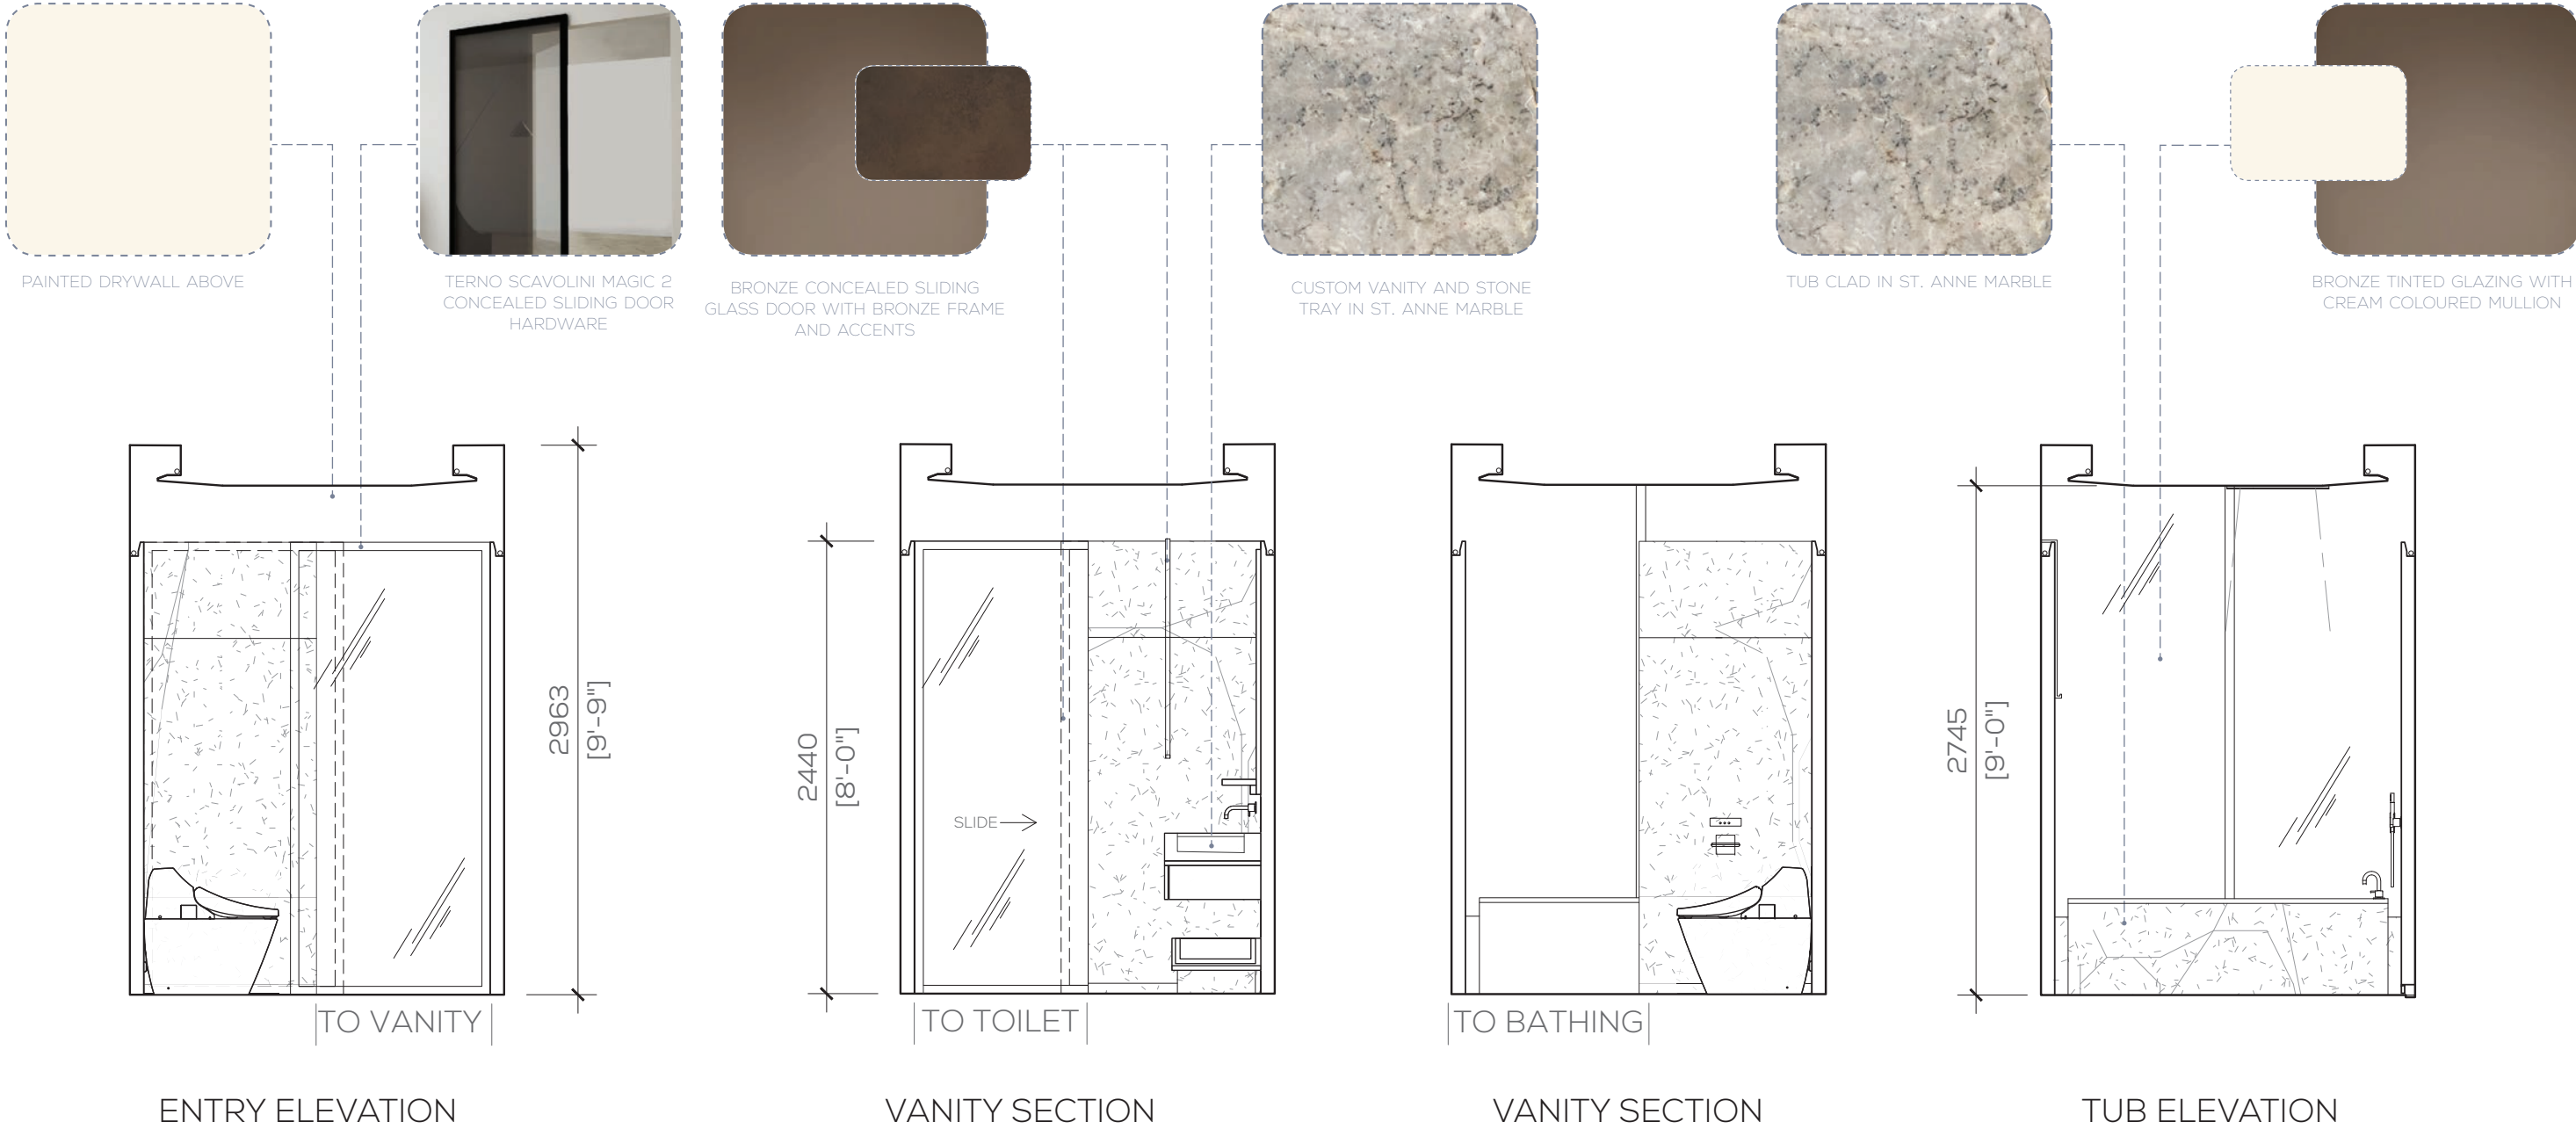 PAINTED DRYWALL ABOVE
TERNO SCAVOLINI MAGIC 2
CONCEALED SLIDING DOOR
HARDWARE
BRONZE CONCEALED SLIDING
GLASS DOOR WITH BRONZE FRAME
AND ACCENTS
CUSTOM VANITY AND STONE
TRAY IN ST. ANNE MARBLE
TUB CLAD IN ST. ANNE MARBLE
BRONZE TINTED GLAZING WITH
CREAM COLOURED MULLION
2963
[9'-9"]
2440
[8'-0"]
SLIDE
2745
[9'-0"]
TO VANITY
TO TOILET
TO BATHING
ENTRY ELEVATION
VANITY SECTION
VANITY SECTION
TUB ELEVATION